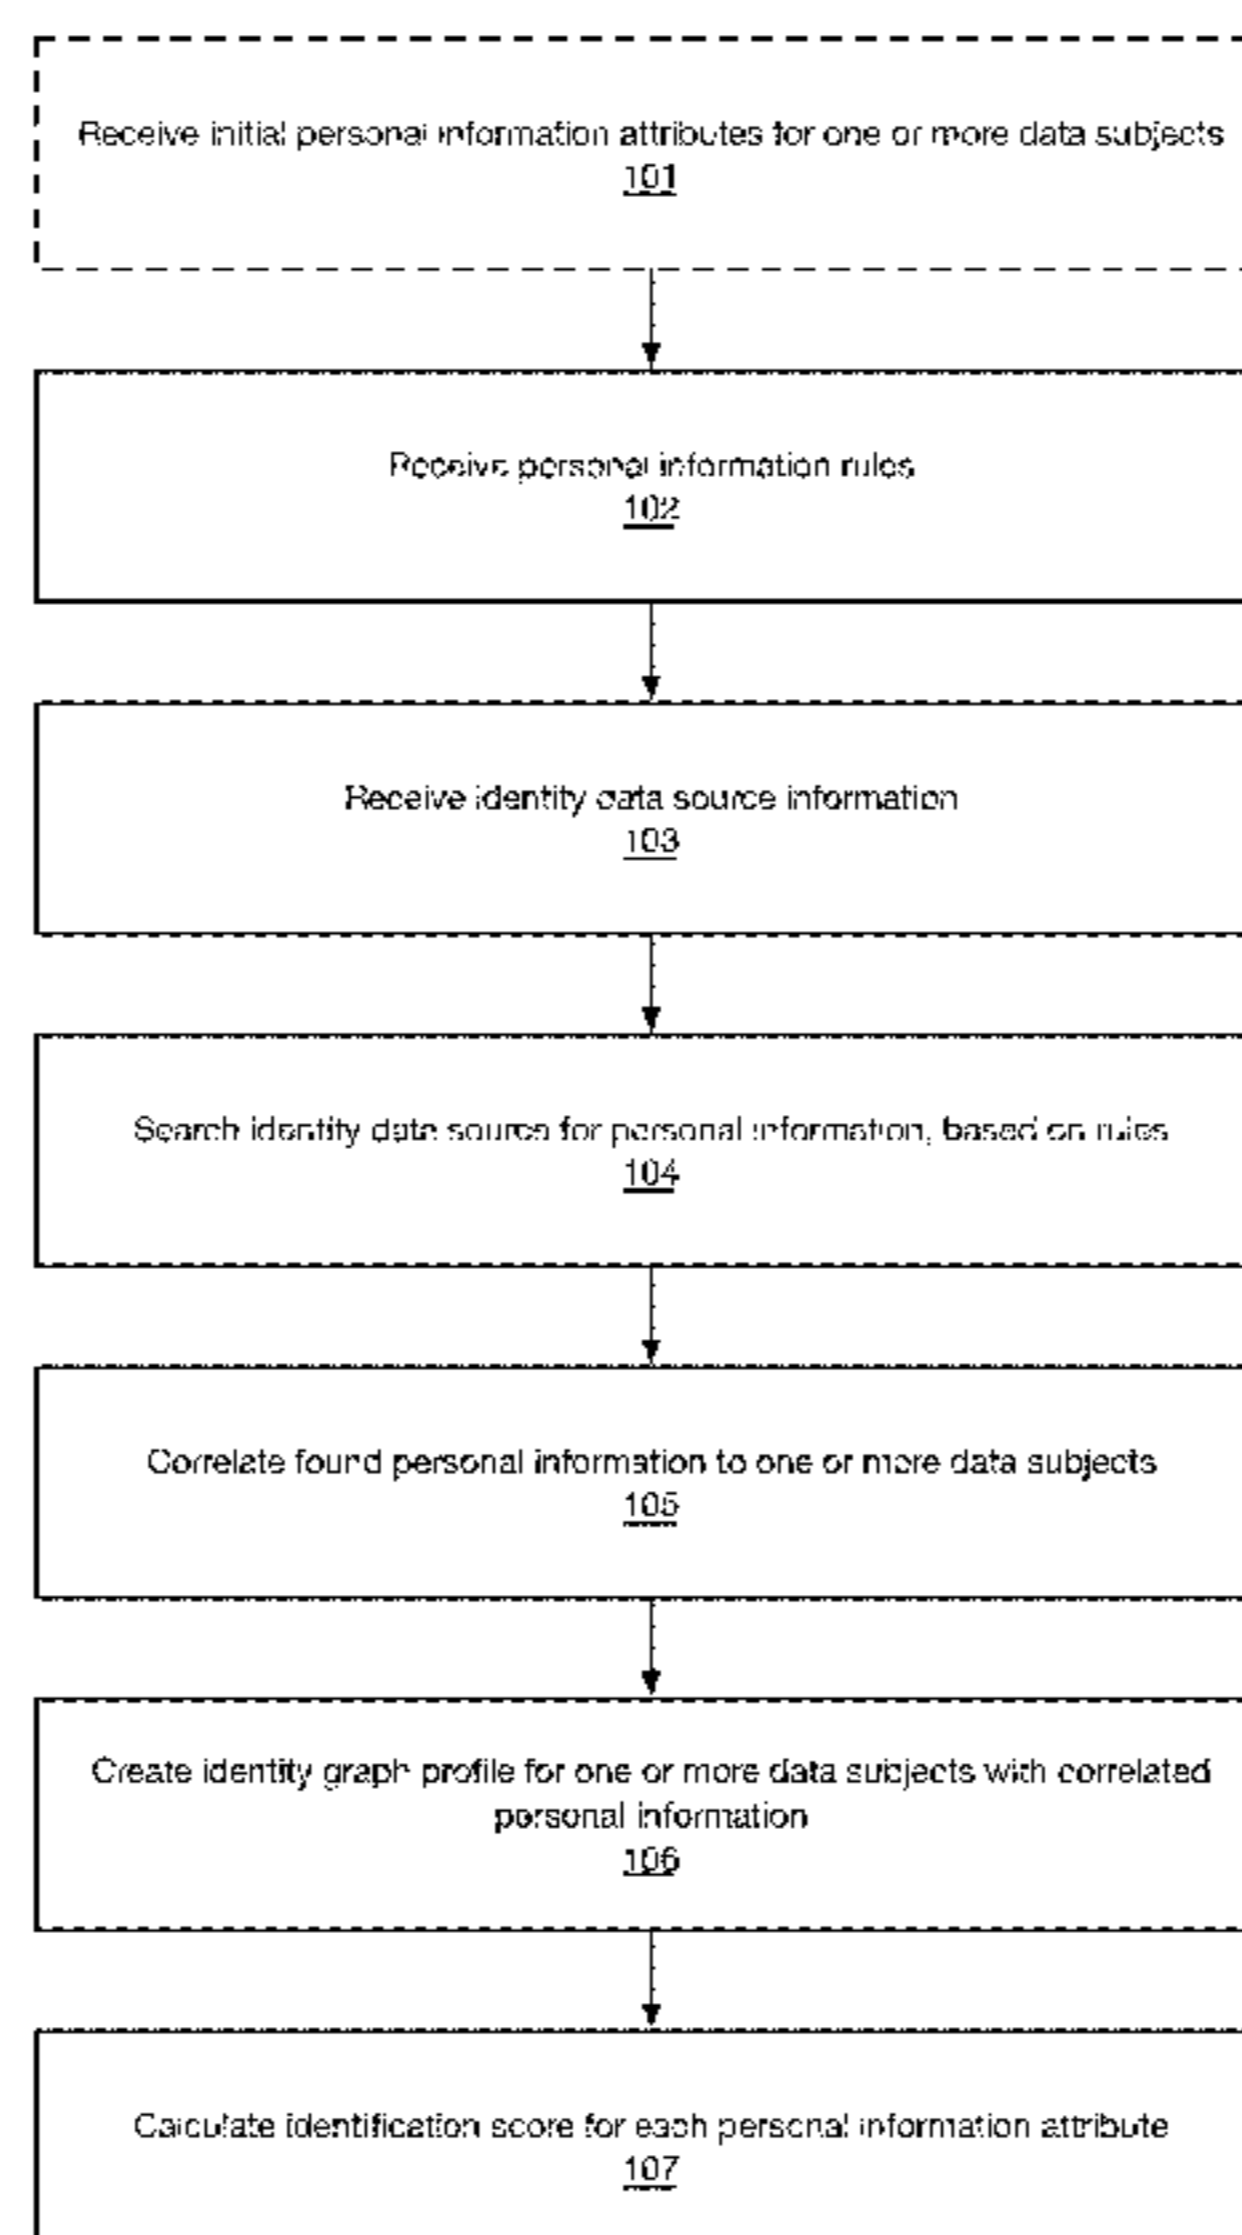 Receive initial personal information attributes for one or more data subjects
101
Receive personal information rules
102
Receive identity data source information
103
Search identity data source for personal information, based on rules
104
Correlate found personal information to one or more data subjects
105
Create identity graph profile for one or more data subjects with correlated
personal information
106
Calculate identification score for each personal information attribute
107